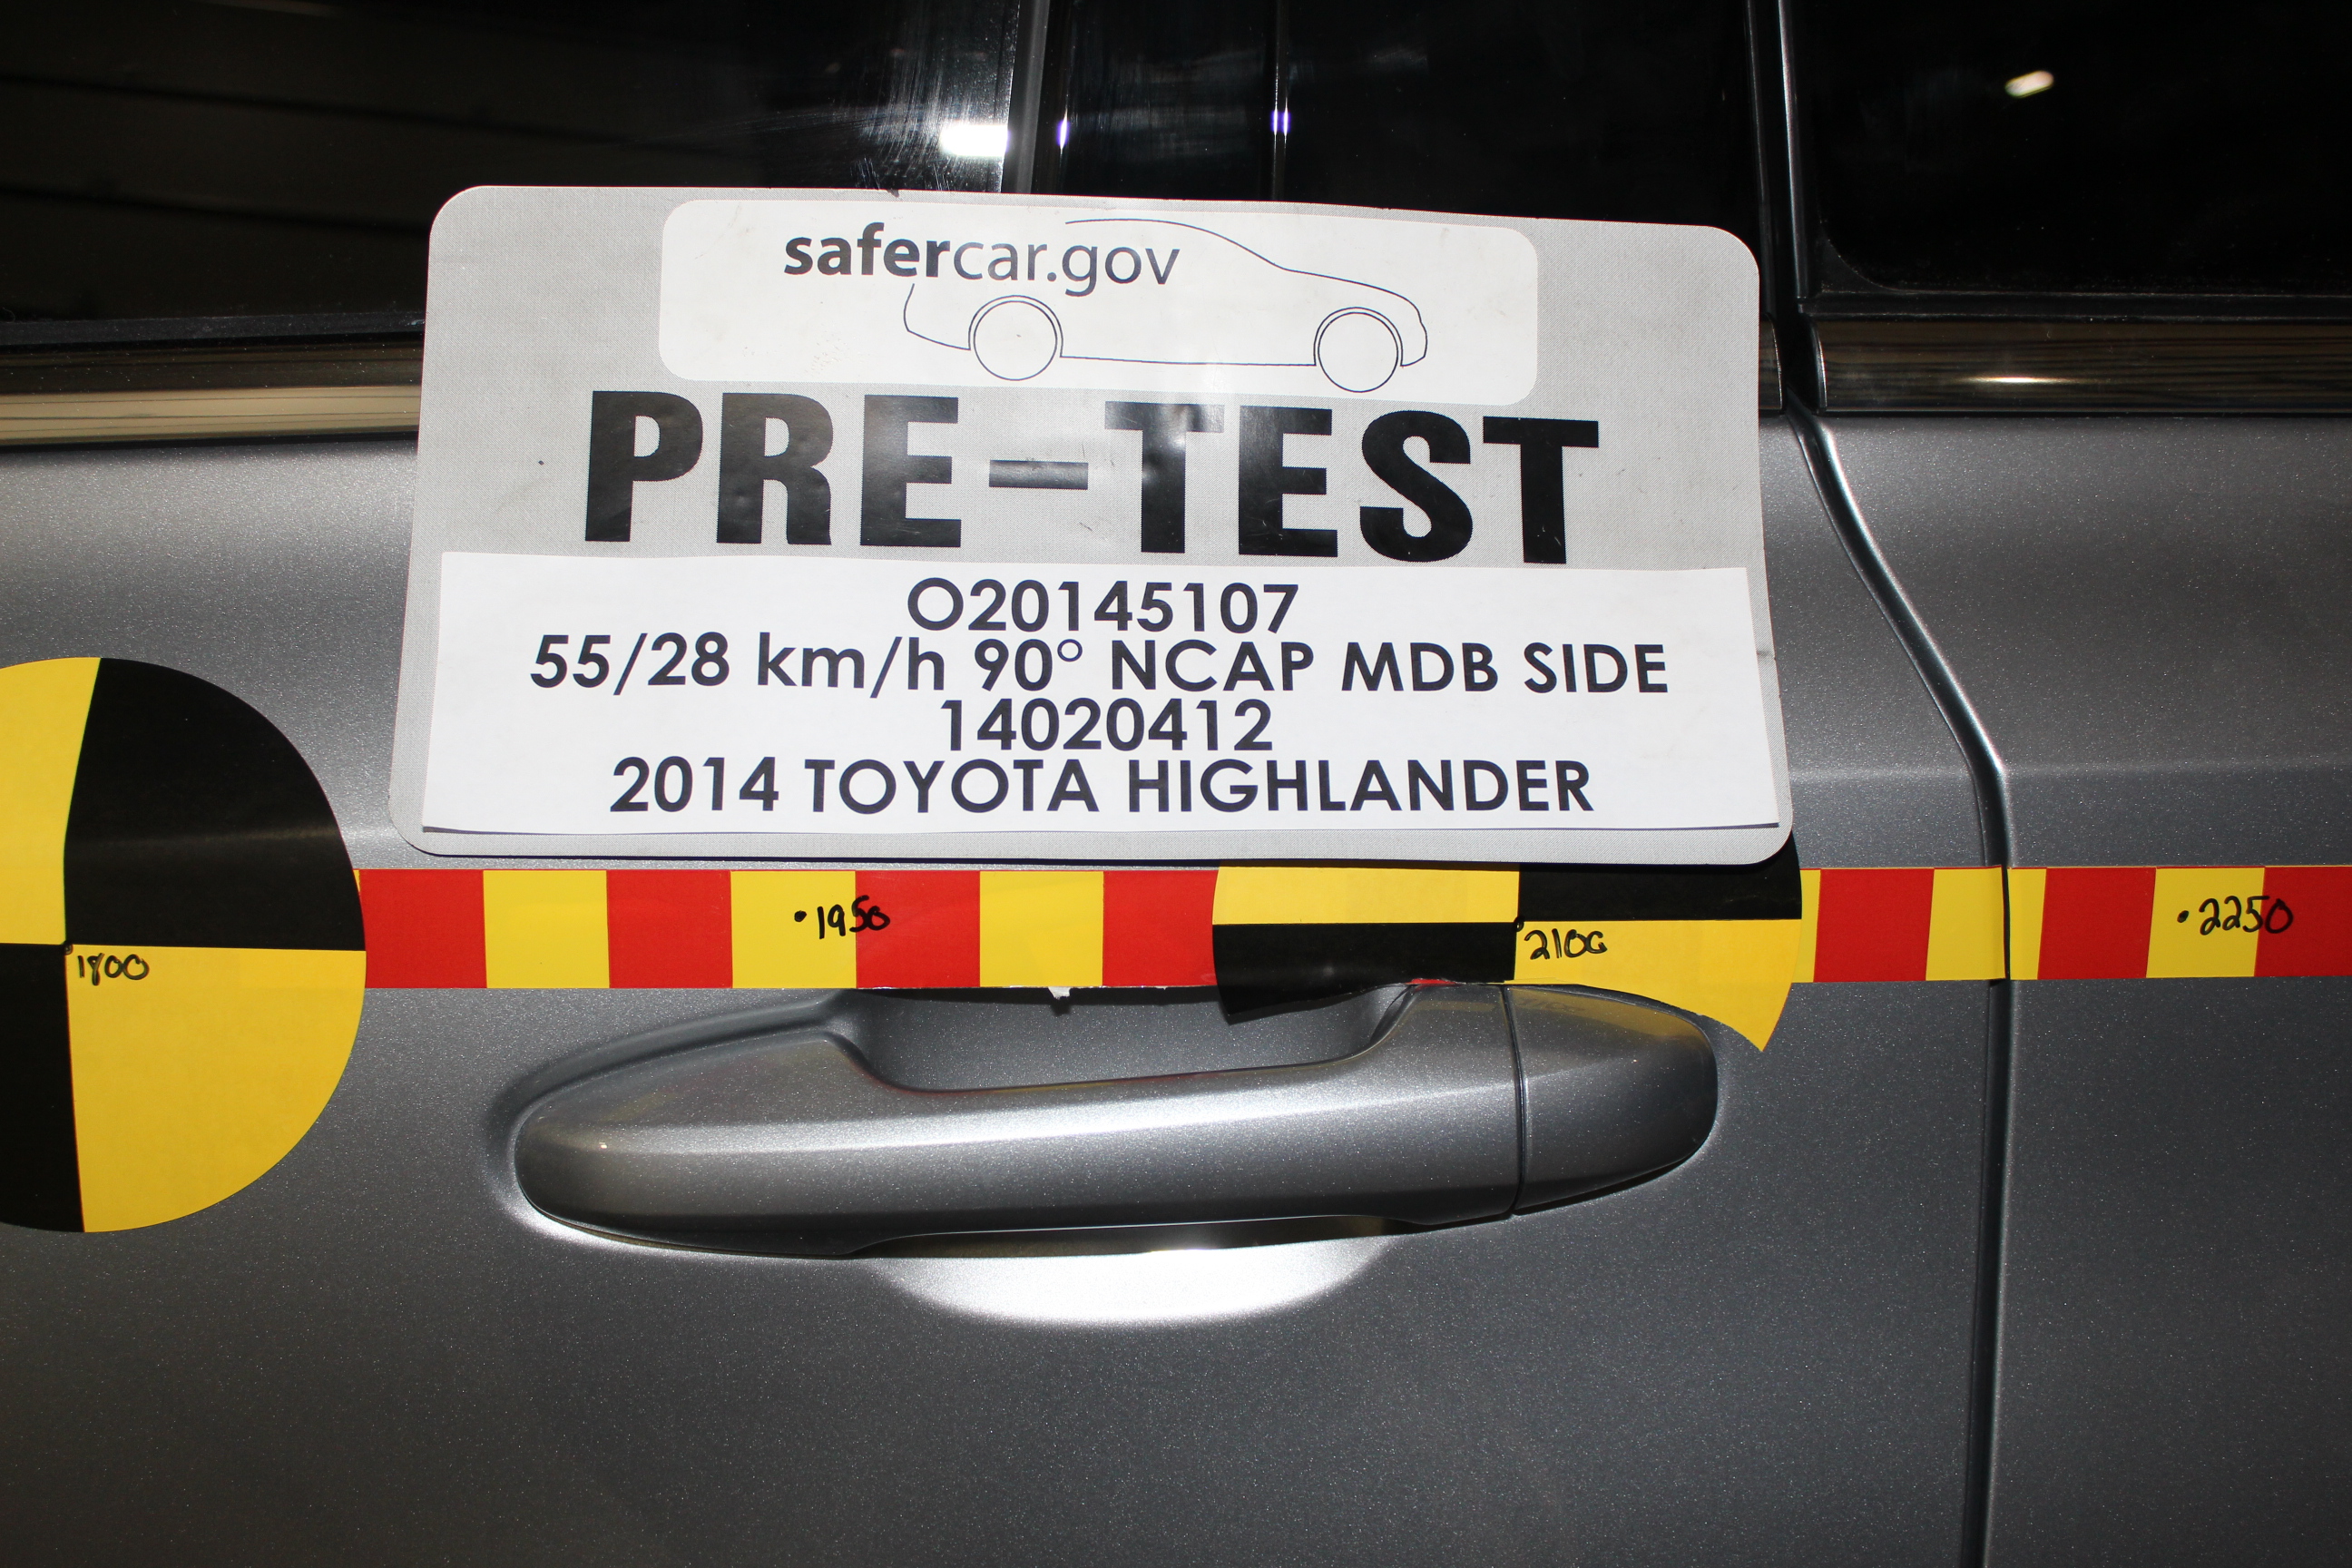 safercar.gov
PRE-TEST
O20145107
55/28 km/h 90° NCAP MDB SIDE
14020412
2014 TOYOTA HIGHLANDER
1800
1950
2100
2250